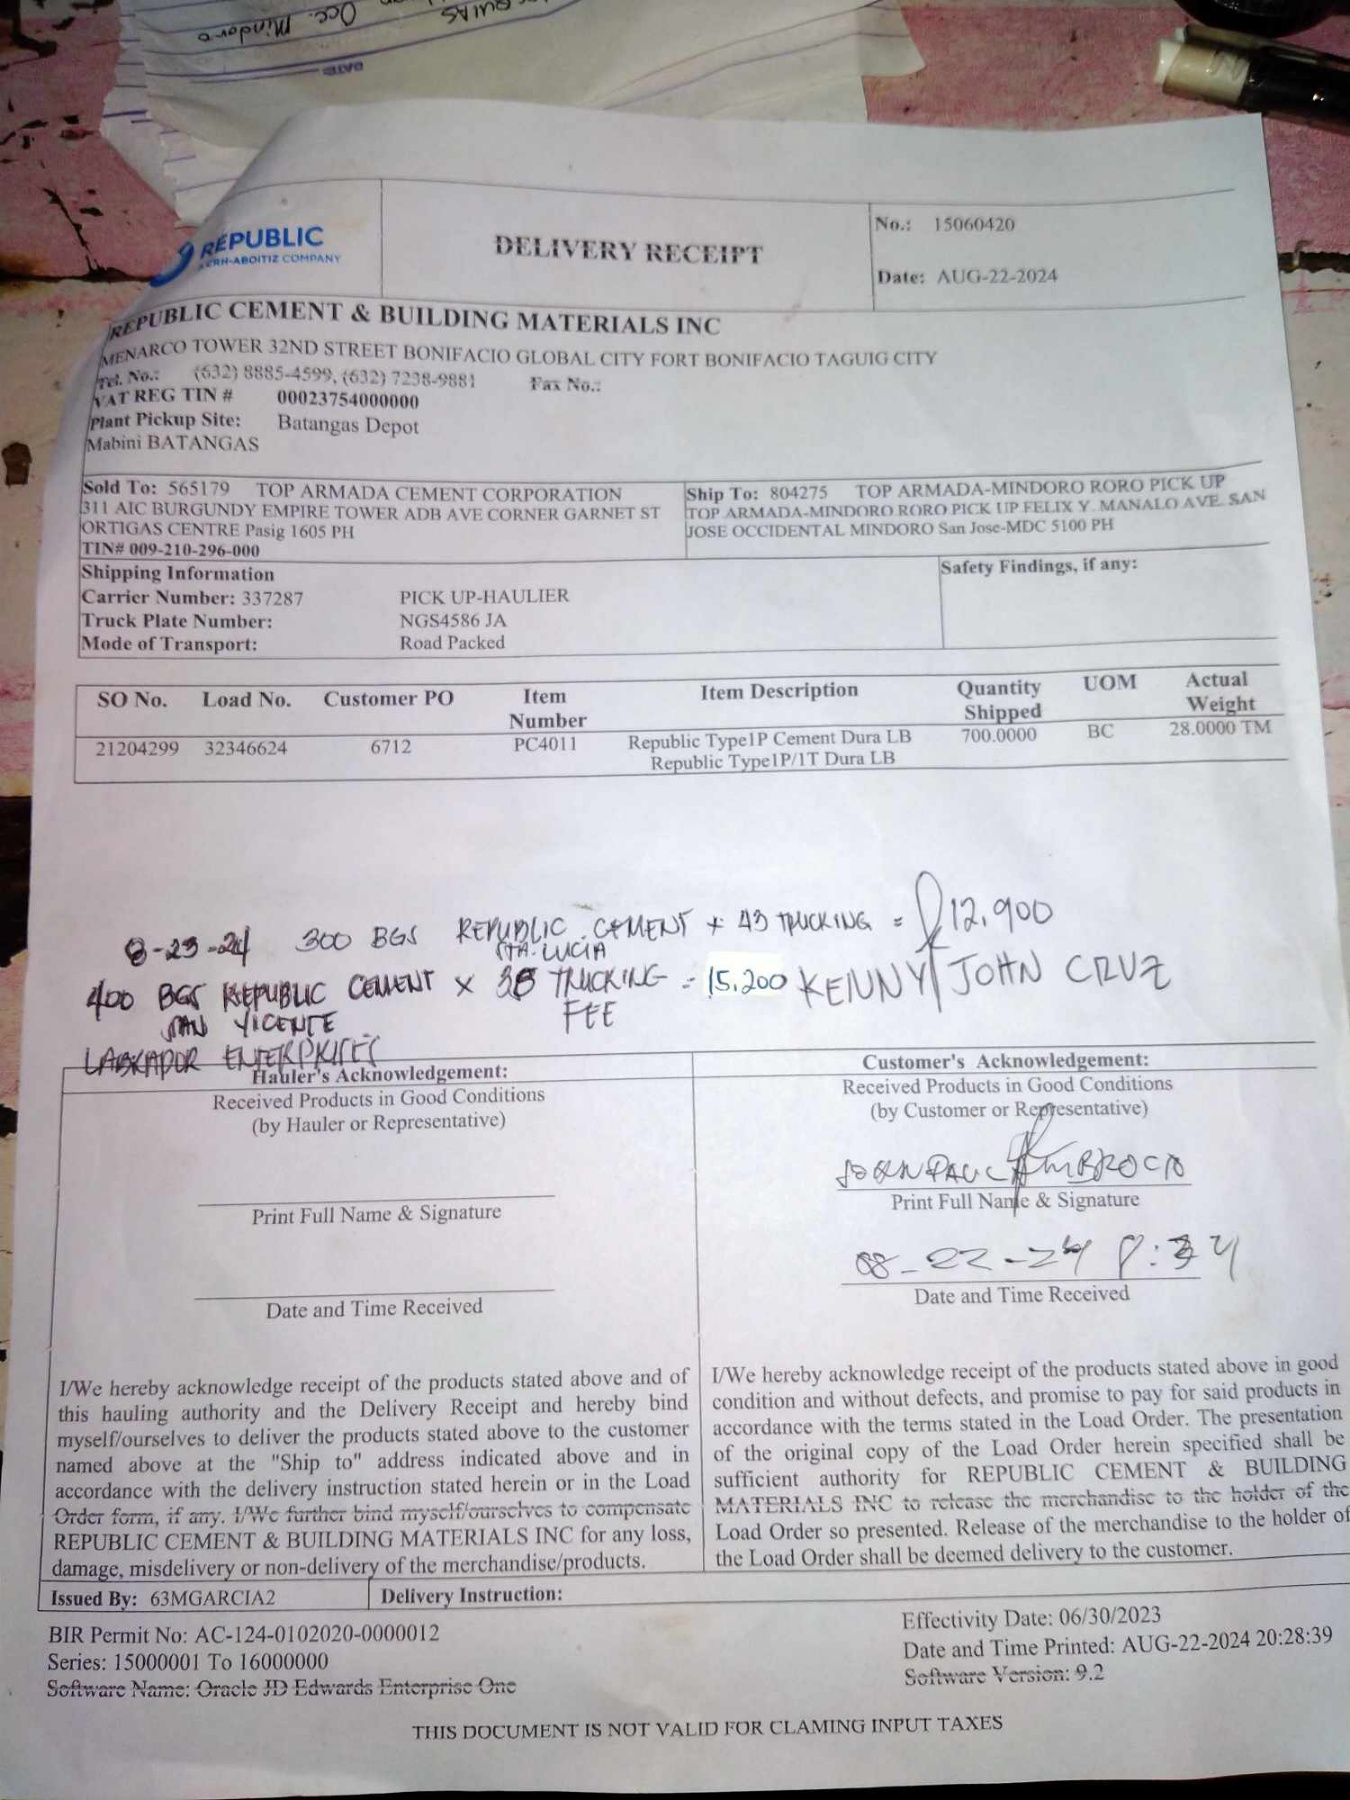 Occ. Mindoro
DATE
REPUBLIC
A CRH-ABOITIZ COMPANY
DELIVERY RECEIPT
No.: 15060420
Date: AUG-22-2024
REPUBLIC CEMENT & BUILDING MATERIALS INC
MENARCO TOWER 32ND STREET BONIFACIO GLOBAL CITY FORT BONIFACIO TAGUIG CITY
Tel. No.: (632) 8885-4599, (632) 7238-9881 Fax No.:
VAT REG TIN # 00023754000000
Plant Pickup Site: Batangas Depot
Mabini BATANGAS
Sold To: 565179 TOP ARMADA CEMENT CORPORATION
311 AIC BURGUNDY EMPIRE TOWER ADB AVE CORNER GARNET ST
ORTIGAS CENTRE Pasig 1605 PH
TIN# 009-210-296-000
Ship To: 804275 TOP ARMADA-MINDORO RORO PICK UP
TOP ARMADA-MINDORO RORO PICK UP FELIX Y. MANALO AVE. SAN
JOSE OCCIDENTAL MINDORO San Jose-MDC 5100 PH
Shipping Information
Carrier Number: 337287 PICK UP-HAULIER
Truck Plate Number: NGS4586 JA
Mode of Transport: Road Packed
Safety Findings, if any:
SO No. Load No. Customer PO Item Number Item Description Quantity Shipped UOM Actual Weight
21204299 32346624 6712 PC4011 Republic Type1P Cement Dura LB 700.0000 BC 28.0000 TM
Republic Type1P/1T Dura LB
8-23-24 300 BGS REPUBLIC CEMENT x 43 TRUCKING = 12,900
STA. LUCIA
400 BGS REPUBLIC CEMENT x 38 TRUCKING = 15,200 KENNY JOHN CRUZ
SAN VICENTE FEE
LABRADOR ENTERPRISES
Hauler's Acknowledgement:
Received Products in Good Conditions
(by Hauler or Representative)
Print Full Name & Signature
Date and Time Received
Customer's Acknowledgement:
Received Products in Good Conditions
(by Customer or Representative)
JOHN PAUL AMBROCIO
Print Full Name & Signature
08-22-24
Date and Time Received
I/We hereby acknowledge receipt of the products stated above and of
this hauling authority and the Delivery Receipt and hereby bind
myself/ourselves to deliver the products stated above to the customer
named above at the "Ship to" address indicated above and in
accordance with the delivery instruction stated herein or in the Load
Order form, if any. I/We further bind myself/ourselves to compensate
REPUBLIC CEMENT & BUILDING MATERIALS INC for any loss,
damage, misdelivery or non-delivery of the merchandise/products.
I/We hereby acknowledge receipt of the products stated above in good
condition and without defects, and promise to pay for said products in
accordance with the terms stated in the Load Order. The presentation
of the original copy of the Load Order herein specified shall be
sufficient authority for REPUBLIC CEMENT & BUILDING
MATERIALS INC to release the merchandise to the holder of the
Load Order so presented. Release of the merchandise to the holder of
the Load Order shall be deemed delivery to the customer.
Issued By: 63MGARCIA2 Delivery Instruction:
BIR Permit No: AC-124-0102020-0000012
Series: 15000001 To 16000000
Software Name: Oracle JD Edwards Enterprise One
Effectivity Date: 06/30/2023
Date and Time Printed: AUG-22-2024 20:28:39
Software Version: 9.2
THIS DOCUMENT IS NOT VALID FOR CLAMING INPUT TAXES